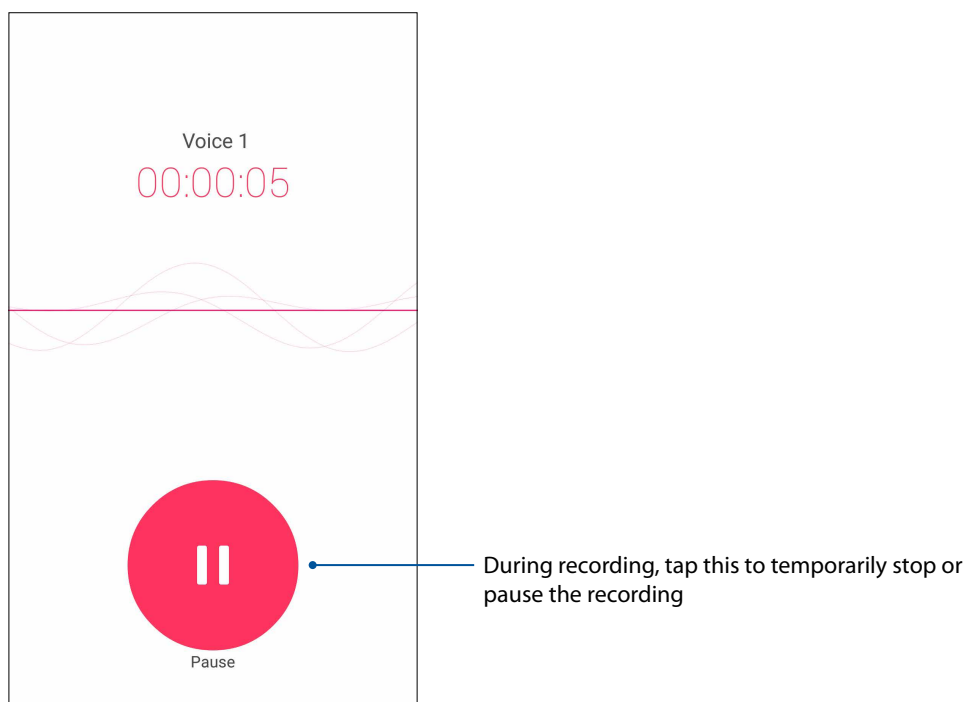 Voice 1
00:00:05
During recording, tap this to temporarily stop or
pause the recording
Pause